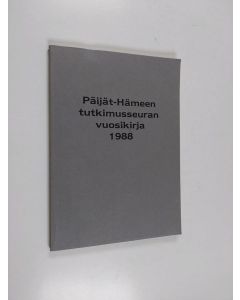 Päijät-Hämeen
tutkimusseuran
vuosikirja
1988